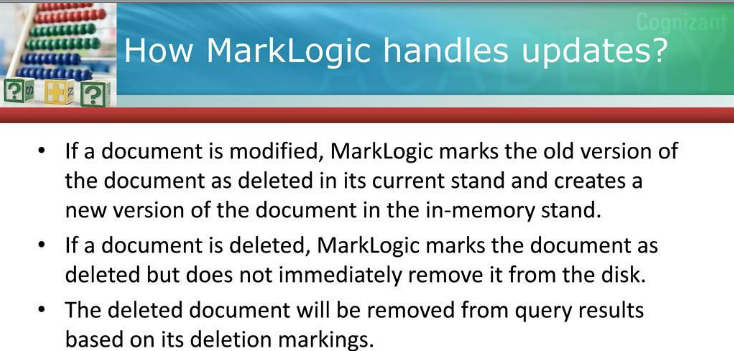 Cognizant
How MarkLogic handles updates?
ACADEMY
• If a document is modified, MarkLogic marks the old version of
the document as deleted in its current stand and creates a
new version of the document in the in-memory stand.
• If a document is deleted, MarkLogic marks the document as
deleted but does not immediately remove it from the disk.
• The deleted document will be removed from query results
based on its deletion markings.